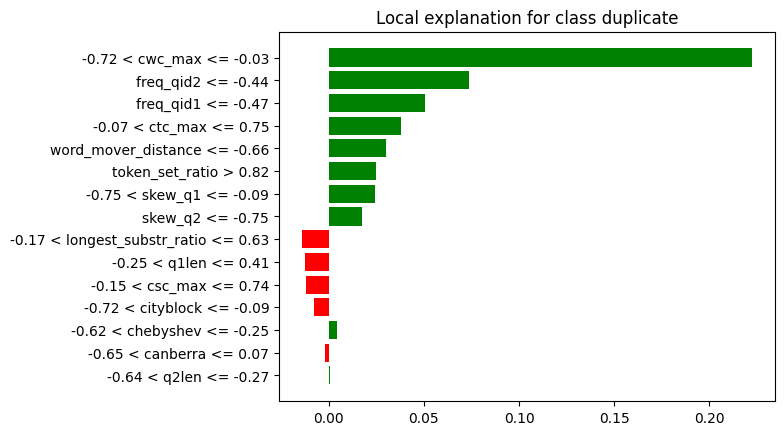 Local explanation for class duplicate
-0.72 < cwc_max <= -0.03
freq_qid2 <= -0.44
freq_qid1 <= -0.47
-0.07 < ctc_max <= 0.75
word_mover_distance <= -0.66
token_set_ratio > 0.82
-0.75 < skew_q1 <= -0.09
skew_q2 <= -0.75
-0.17 < longest_substr_ratio <= 0.63
-0.25 < q1len <= 0.41
-0.15 < csc_max <= 0.74
-0.72 < cityblock <= -0.09
-0.62 < chebyshev <= -0.25
-0.65 < canberra <= 0.07
-0.64 < q2len <= -0.27
0.00 0.05 0.10 0.15 0.20